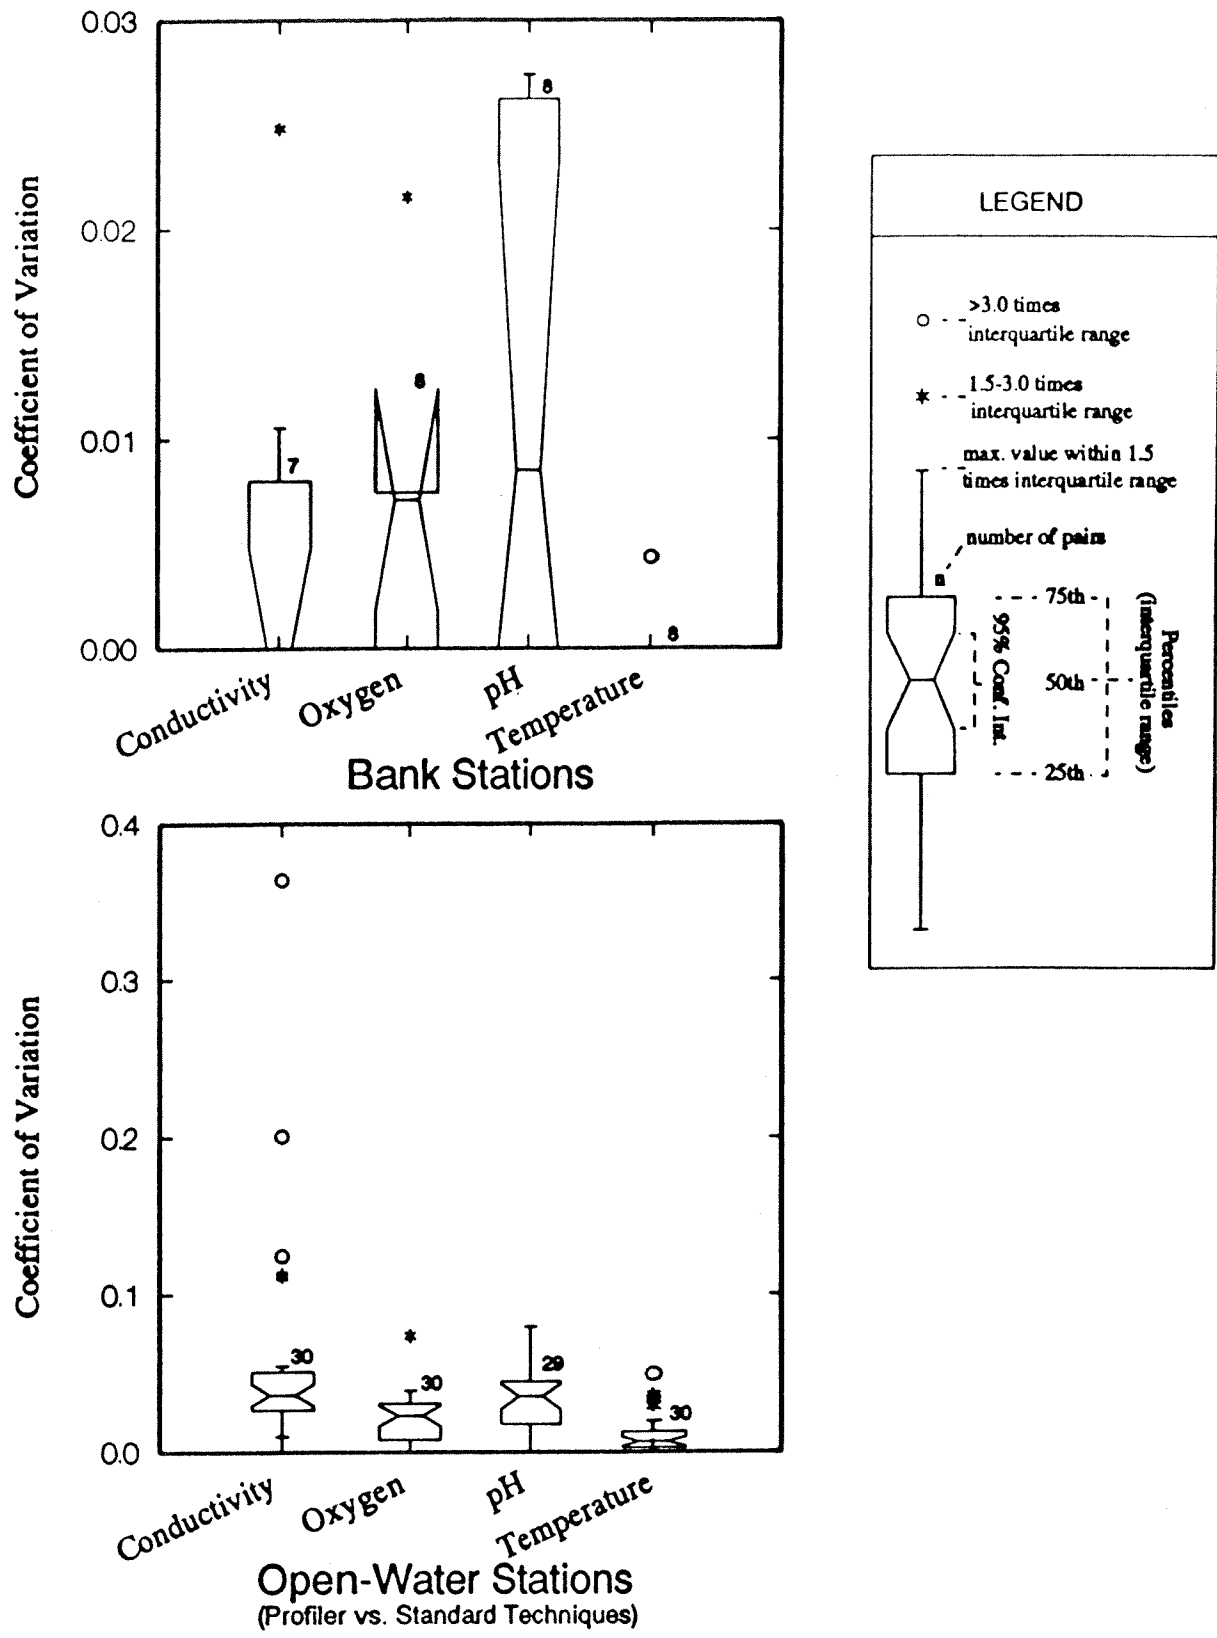 0.03
0.02
0.01
0.00
Coefficient of Variation
7
8
8
8
Conductivity
Oxygen
pH
Temperature
Bank Stations
LEGEND
>3.0 times
interquartile range
1.5-3.0 times
interquartile range
max. value within 1.5
times interquartile range
number of pairs
n
75th
50th
25th
95% Conf. Int.
Percentiles
(interquartile range)
0.4
0.3
0.2
0.1
0.0
Coefficient of Variation
30
30
29
30
Conductivity
Oxygen
pH
Temperature
Open-Water Stations
(Profiler vs. Standard Techniques)